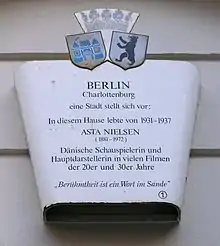 BERLIN
Charlottenburg
eine Stadt stellt sich vor:
In diesem Hause lebte von 1931-1937
ASTA NIELSEN
(1881-1972)
Dänische Schauspielerin und
Hauptdarstellerin in vielen Filmen
der 20er und 30er Jahre
„Berühmtheit ist ein Wort im Sande"
1